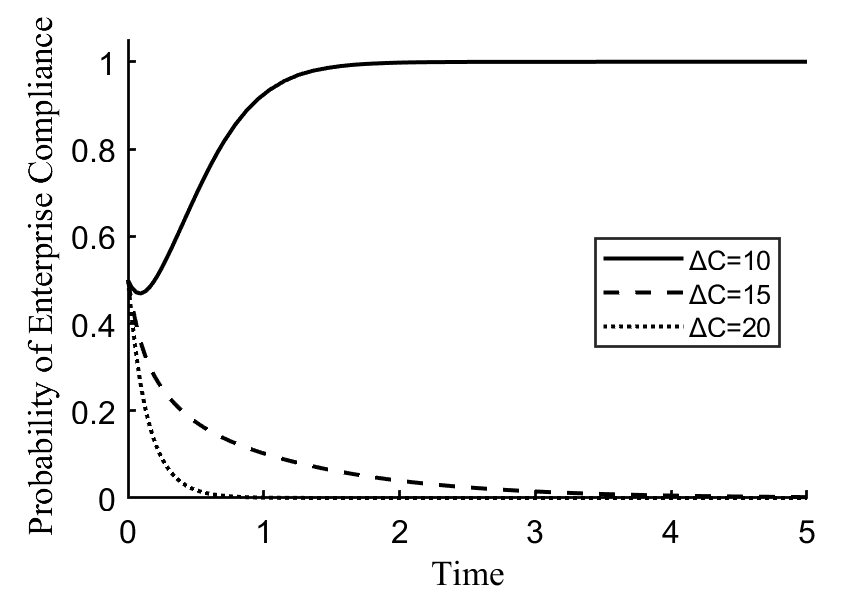 Probability of Enterprise Compliance
1
0.8
0.6
0.4
0.2
0
0 1 2 3 4 5
Time
ΔC=10
ΔC=15
ΔC=20